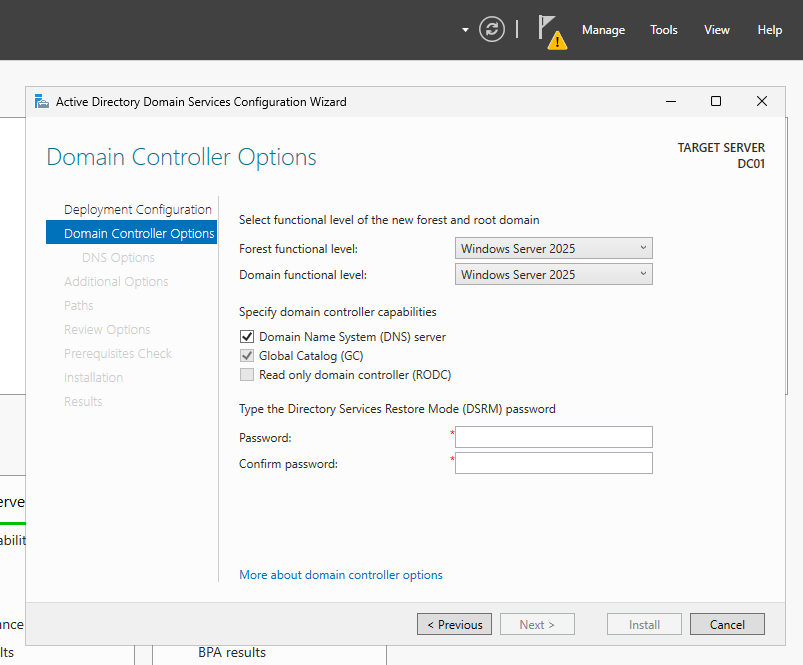 Manage Tools View Help
Active Directory Domain Services Configuration Wizard
Domain Controller Options
TARGET SERVER
DC01
Deployment Configuration
Domain Controller Options
DNS Options
Additional Options
Paths
Review Options
Prerequisites Check
Installation
Results
Select functional level of the new forest and root domain
Forest functional level: Windows Server 2025
Domain functional level: Windows Server 2025
Specify domain controller capabilities
Domain Name System (DNS) server
Global Catalog (GC)
Read only domain controller (RODC)
Type the Directory Services Restore Mode (DSRM) password
Password: *
Confirm password: *
More about domain controller options
< Previous Next > Install Cancel
BPA results